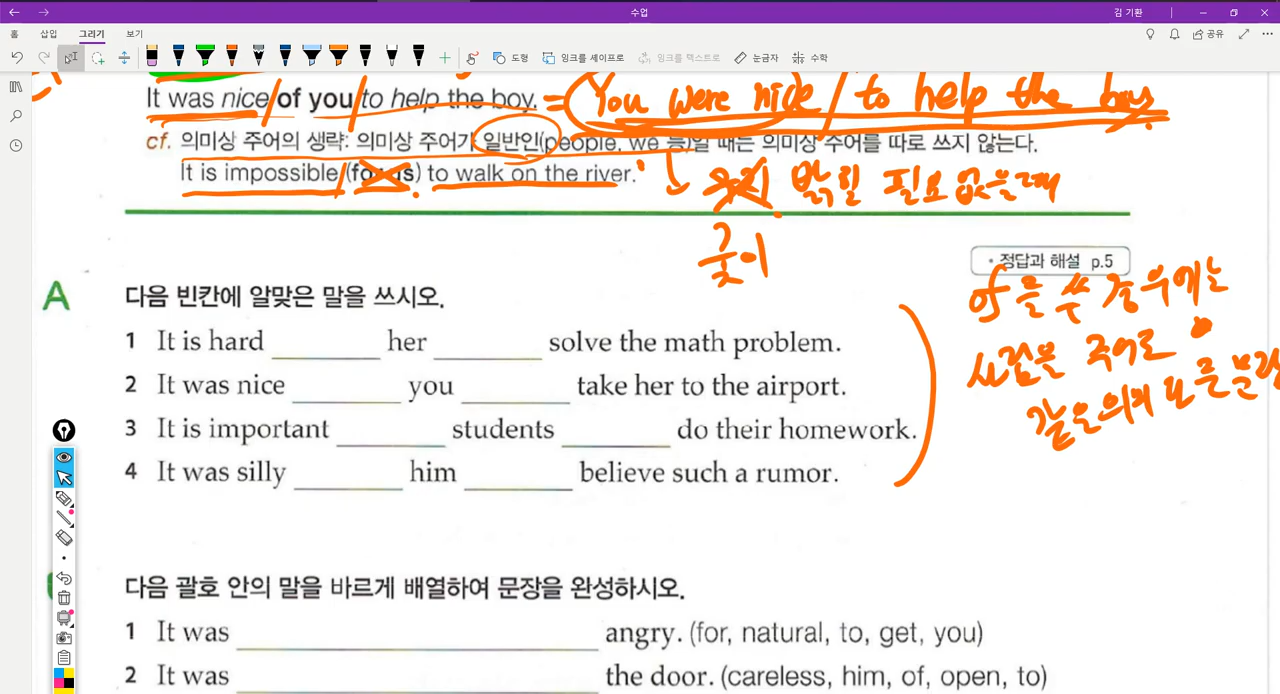 수업
김 기환
홈 삽입 그리기 보기
공유
도형 잉크를 셰이프로 잉크를 텍스트로 눈금자 수학
It was nice of you to help the boy. = You were nice / to help the boy
cf. 의미상 주어의 생략: 의미상 주어가 일반인(people, we 등)일 때는 의미상 주어를 따로 쓰지 않는다.
It is impossible (for us) to walk on the river.
밝힐 필요 없을 때
굳이
• 정답과 해설 p.5
of 를 쓴 경우에는
사람을 주어로
같은 의미
A 다음 빈칸에 알맞은 말을 쓰시오.
1 It is hard ________ her ________ solve the math problem.
2 It was nice ________ you ________ take her to the airport.
3 It is important ________ students ________ do their homework.
4 It was silly ________ him ________ believe such a rumor.
다음 괄호 안의 말을 바르게 배열하여 문장을 완성하시오.
1 It was ________ angry. (for, natural, to, get, you)
2 It was ________ the door. (careless, him, of, open, to)